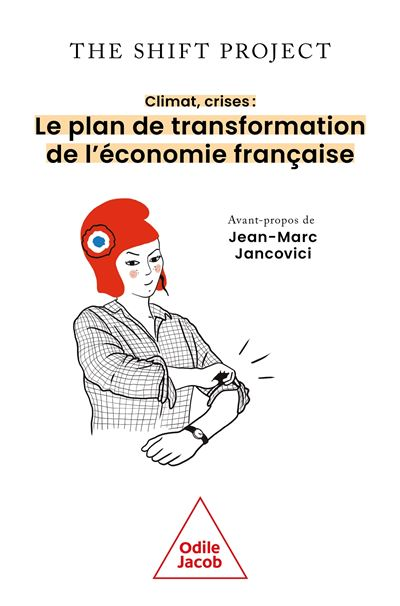 THE SHIFT PROJECT
Climat, crises :
Le plan de transformation
de l’économie française
Avant-propos de
Jean-Marc
Jancovici
Odile
Jacob